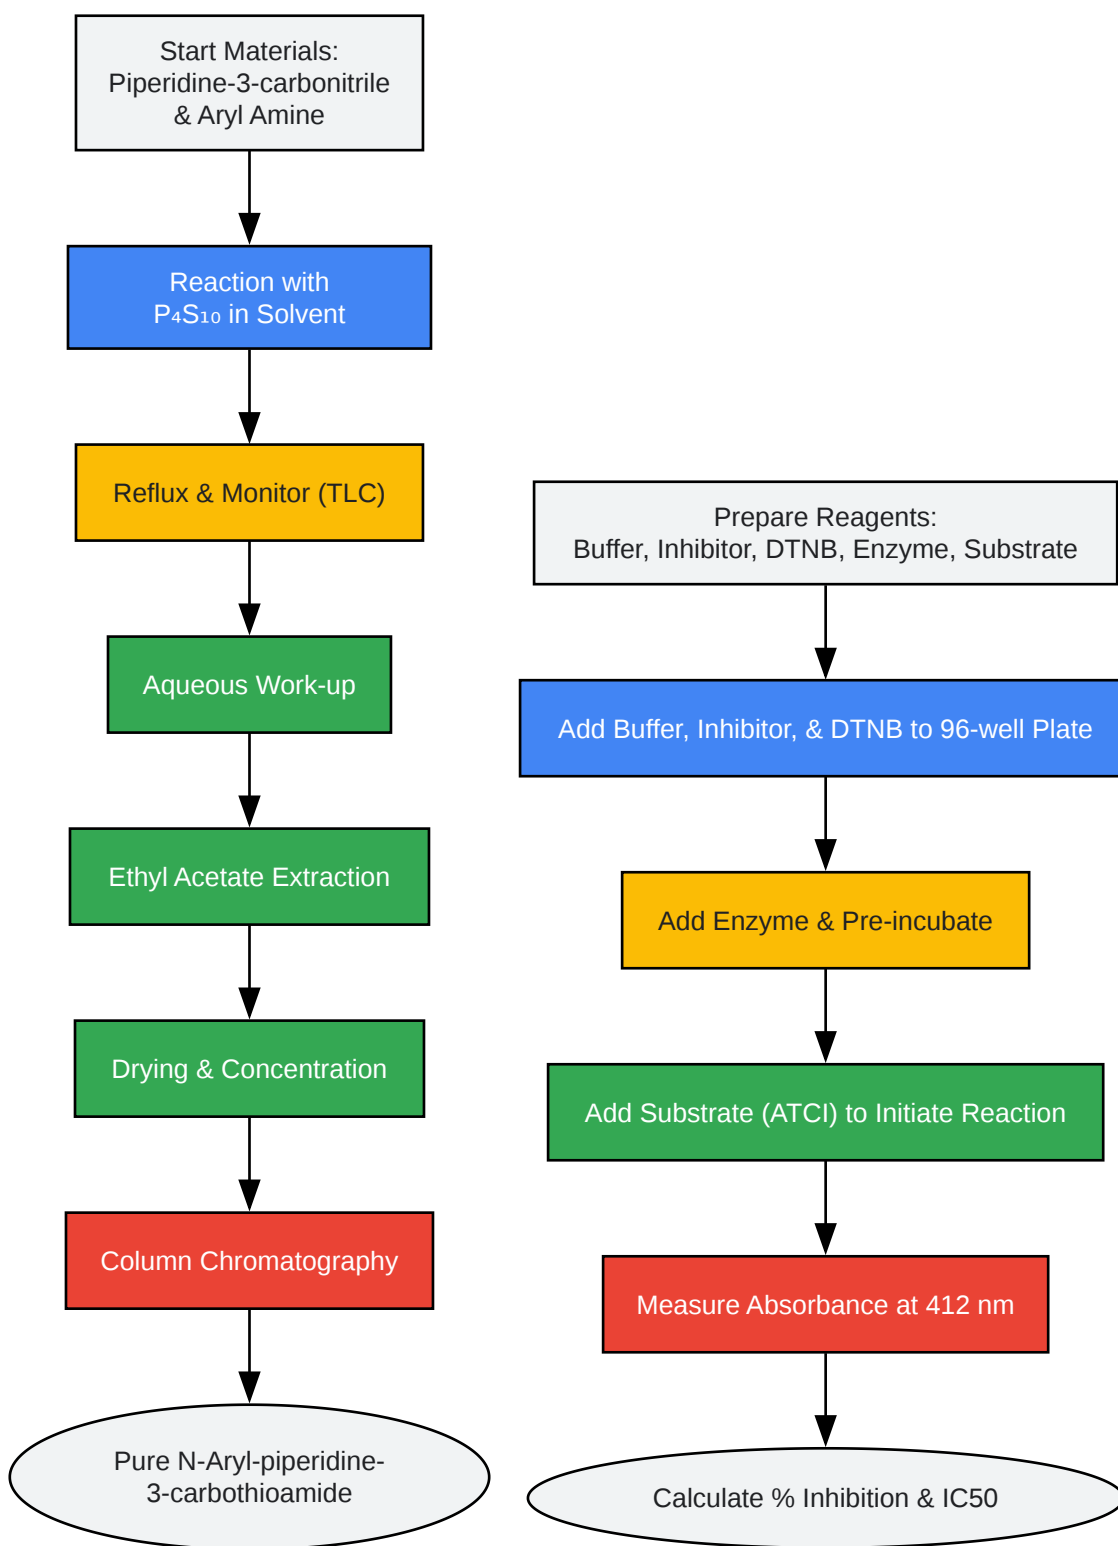 Start Materials:
Piperidine-3-carbonitrile
& Aryl Amine
Reaction with
P₄S₁₀ in Solvent
Reflux & Monitor (TLC)
Aqueous Work-up
Ethyl Acetate Extraction
Drying & Concentration
Column Chromatography
Pure N-Aryl-piperidine-
3-carbothioamide
Prepare Reagents:
Buffer, Inhibitor, DTNB, Enzyme, Substrate
Add Buffer, Inhibitor, & DTNB to 96-well Plate
Add Enzyme & Pre-incubate
Add Substrate (ATCI) to Initiate Reaction
Measure Absorbance at 412 nm
Calculate % Inhibition & IC50